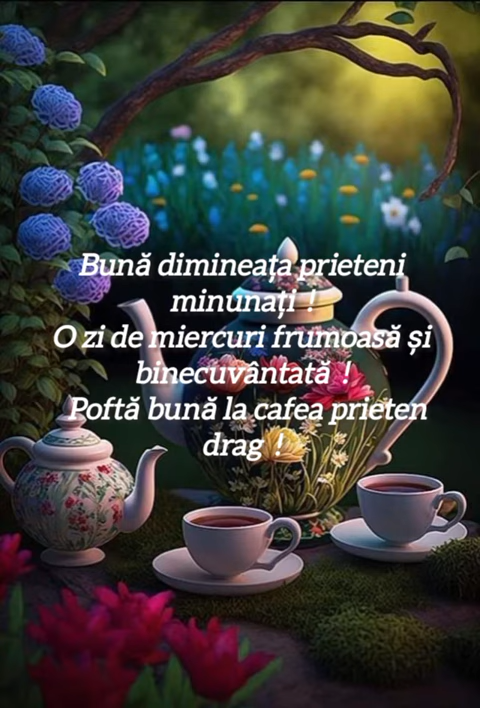 Bună dimineața prieteni
minunați !
O zi de miercuri frumoasă și
binecuvântată !
Poftă bună la cafea prieten
drag !